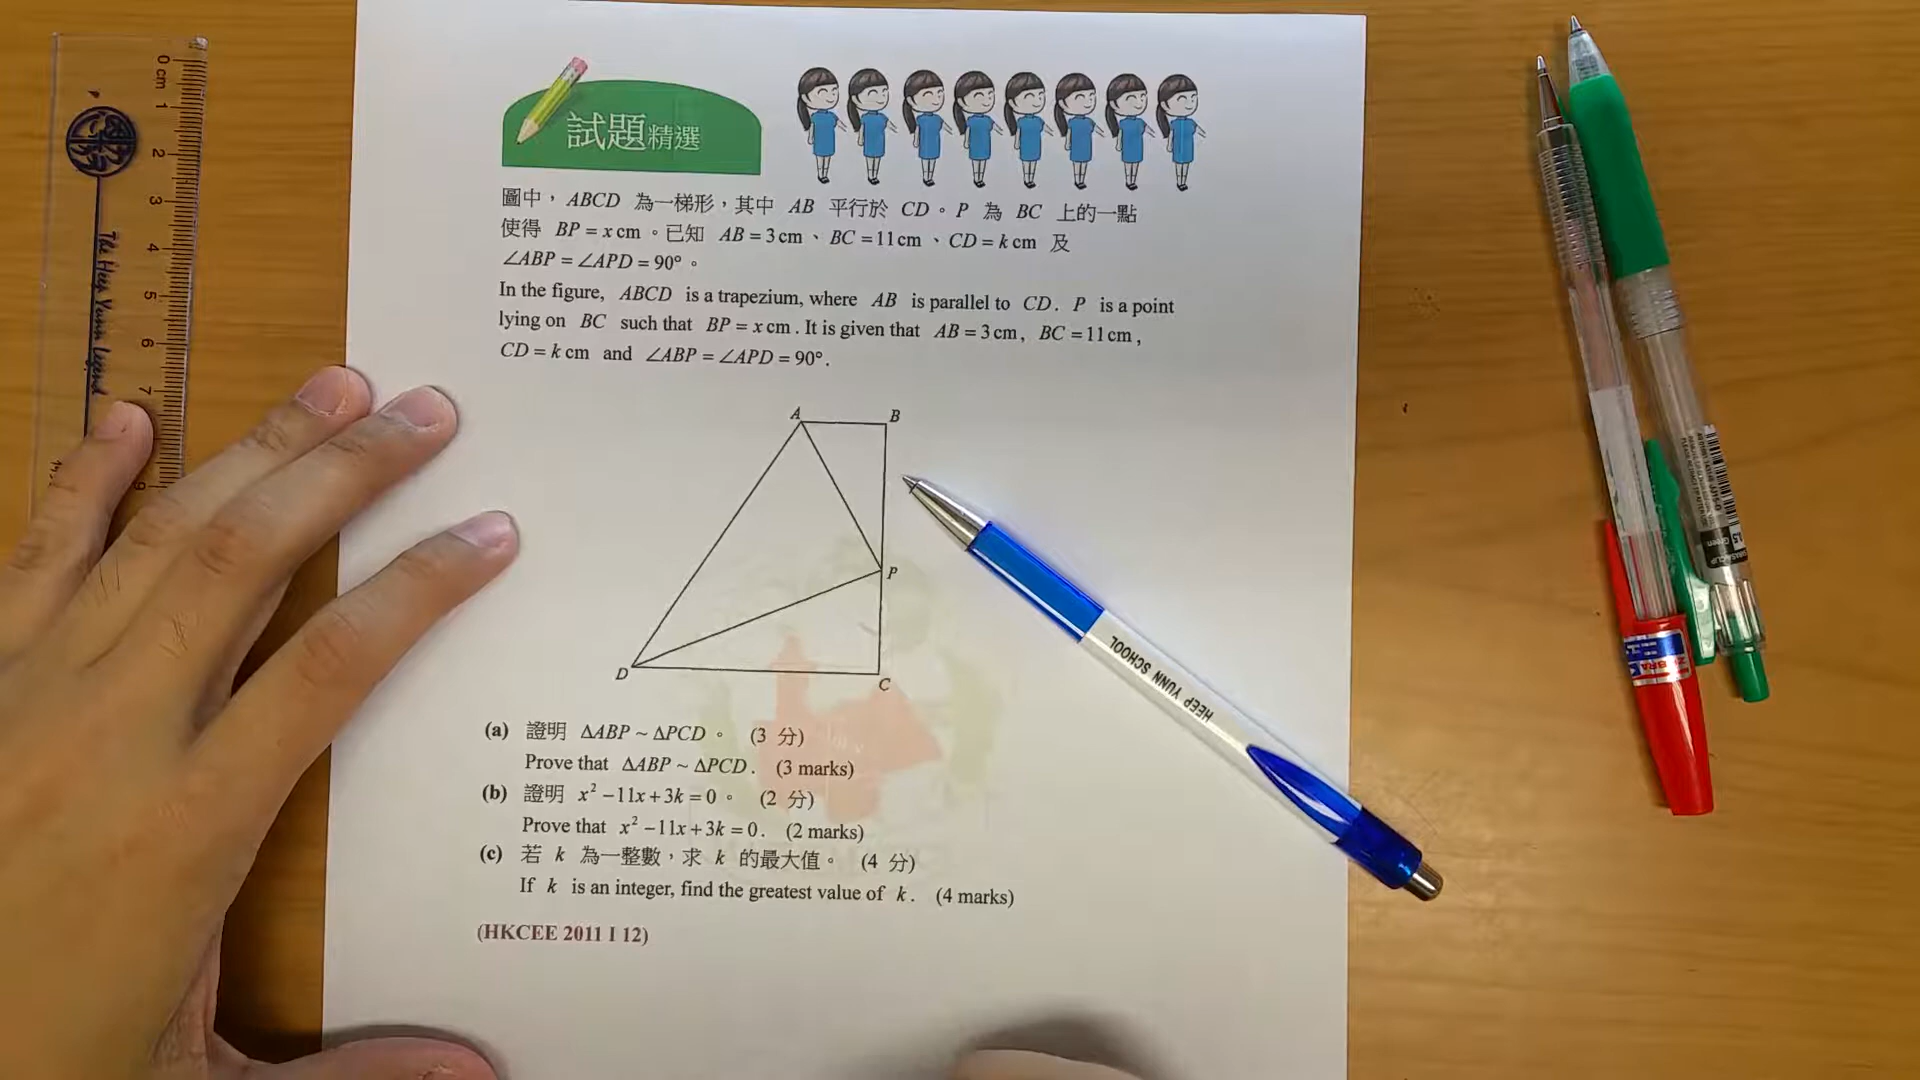 試題精選
圖中，ABCD 為一梯形，其中 AB 平行於 CD。P 為 BC 上的一點
使得 BP = x cm。已知 AB = 3 cm、BC = 11 cm、CD = k cm 及
∠ABP = ∠APD = 90°。
In the figure, ABCD is a trapezium, where AB is parallel to CD. P is a point
lying on BC such that BP = x cm. It is given that AB = 3 cm, BC = 11 cm,
CD = k cm and ∠ABP = ∠APD = 90°.
A B
P
D C
(a) 證明 ΔABP ~ ΔPCD。 (3 分)
Prove that ΔABP ~ ΔPCD. (3 marks)
(b) 證明 x² − 11x + 3k = 0。 (2 分)
Prove that x² − 11x + 3k = 0. (2 marks)
(c) 若 k 為一整數，求 k 的最大值。 (4 分)
If k is an integer, find the greatest value of k. (4 marks)
(HKCEE 2011 I 12)
0 cm 1 2 3 4 5 6 7 9
The Heep Yunn Legend
HEEP YUNN SCHOOL
ZEBRA
Green